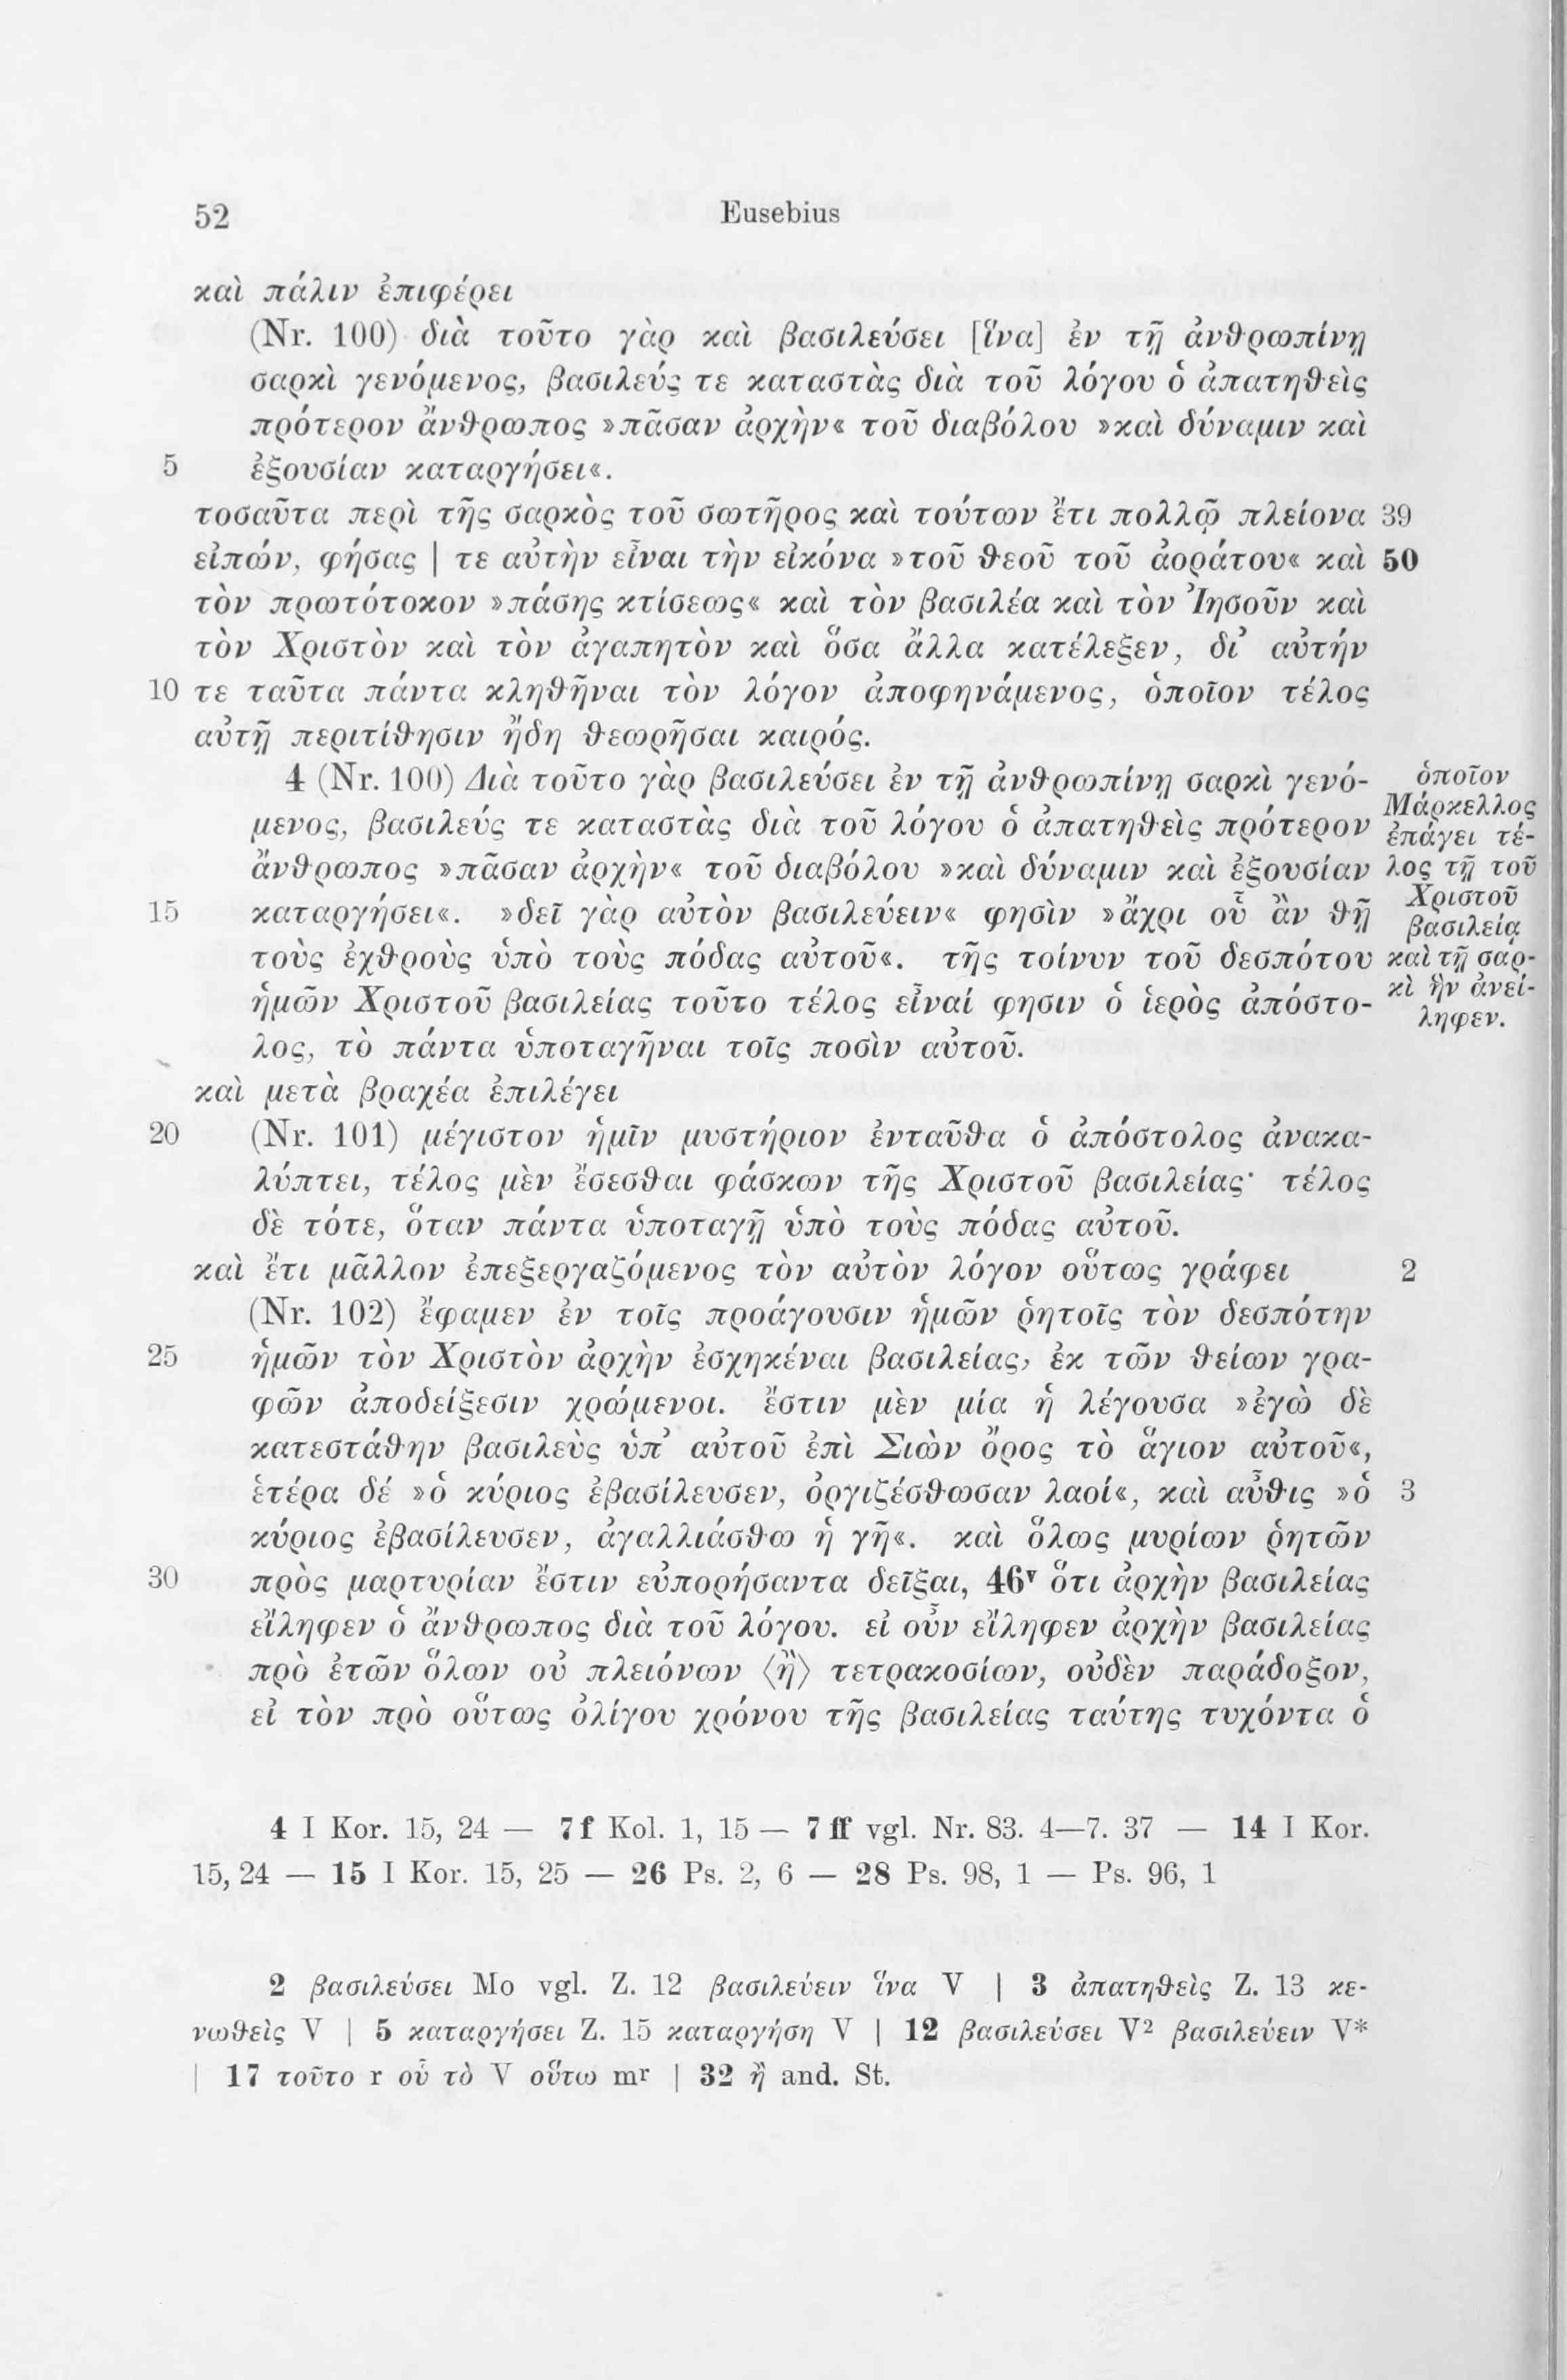 52 Eusebius
καὶ πάλιν ἐπιφέρει
(Nr. 100) διὰ τοῦτο γὰρ καὶ βασιλεύσει [ἵνα] ἐν τῇ ἀνθρωπίνῃ
σαρκὶ γενόμενος, βασιλεύς τε καταστὰς διὰ τοῦ λόγου ὁ ἀπατηθεὶς
πρότερον ἄνθρωπος »πᾶσαν ἀρχὴν« τοῦ διαβόλου »καὶ δύναμιν καὶ
5 ἐξουσίαν καταργήσει«.
τοσαῦτα περὶ τῆς σαρκὸς τοῦ σωτῆρος καὶ τούτων ἔτι πολλῷ πλείονα 39
εἰπών, φήσας | τε αὐτὴν εἶναι τὴν εἰκόνα »τοῦ θεοῦ τοῦ ἀοράτου« καὶ 50
τὸν πρωτότοκον »πάσης κτίσεως« καὶ τὸν βασιλέα καὶ τὸν Ἰησοῦν καὶ
τὸν Χριστὸν καὶ τὸν ἀγαπητὸν καὶ ὅσα ἄλλα κατέλεξεν, δι’ αὐτήν
10 τε ταῦτα πάντα κληθῆναι τὸν λόγον ἀποφηνάμενος, ὁποῖον τέλος
αὐτῇ περιτίθησιν ἤδη θεωρῆσαι καιρός.
4 (Nr. 100) Διὰ τοῦτο γὰρ βασιλεύσει ἐν τῇ ἀνθρωπίνῃ σαρκὶ γενό-
μενος, βασιλεύς τε καταστὰς διὰ τοῦ λόγου ὁ ἀπατηθεὶς πρότερον
ἄνθρωπος »πᾶσαν ἀρχὴν« τοῦ διαβόλου »καὶ δύναμιν καὶ ἐξουσίαν
15 καταργήσει«. »δεῖ γὰρ αὐτὸν βασιλεύειν« φησὶν »ἄχρι οὗ ἂν θῇ
τοὺς ἐχθροὺς ὑπὸ τοὺς πόδας αὐτοῦ«. τῆς τοίνυν τοῦ δεσπότου
ἡμῶν Χριστοῦ βασιλείας τοῦτο τέλος εἶναί φησιν ὁ ἱερὸς ἀπόστο-
λος, τὸ πάντα ὑποταγῆναι τοῖς ποσὶν αὐτοῦ.
ὁποῖον
Μάρκελλος
ἐπάγει τέ-
λος τῇ τοῦ
Χριστοῦ
βασιλείᾳ
καὶ τῇ σαρ-
κὶ ἣν ἀνεί-
ληφεν.
καὶ μετὰ βραχέα ἐπιλέγει
20 (Nr. 101) μέγιστον ἡμῖν μυστήριον ἐνταῦθα ὁ ἀπόστολος ἀνακα-
λύπτει, τέλος μὲν ἔσεσθαι φάσκων τῆς Χριστοῦ βασιλείας· τέλος
δὲ τότε, ὅταν πάντα ὑποταγῇ ὑπὸ τοὺς πόδας αὐτοῦ.
καὶ ἔτι μᾶλλον ἐπεξεργαζόμενος τὸν αὐτὸν λόγον οὕτως γράφει 2
(Nr. 102) ἔφαμεν ἐν τοῖς προάγουσιν ἡμῶν ῥητοῖς τὸν δεσπότην
25 ἡμῶν τὸν Χριστὸν ἀρχὴν ἐσχηκέναι βασιλείας, ἐκ τῶν θείων γρα-
φῶν ἀποδείξεσιν χρώμενοι. ἔστιν μὲν μία ἡ λέγουσα »ἐγὼ δὲ
κατεστάθην βασιλεὺς ὑπ’ αὐτοῦ ἐπὶ Σιὼν ὄρος τὸ ἅγιον αὐτοῦ«,
ἑτέρα δέ »ὁ κύριος ἐβασίλευσεν, ὀργιζέσθωσαν λαοί«, καὶ αὖθις »ὁ 3
κύριος ἐβασίλευσεν, ἀγαλλιάσθω ἡ γῆ«. καὶ ὅλως μυρίων ῥητῶν
30 πρὸς μαρτυρίαν ἔστιν εὐπορήσαντα δεῖξαι, 46ᵛ ὅτι ἀρχὴν βασιλείας
εἴληφεν ὁ ἄνθρωπος διὰ τοῦ λόγου. εἰ οὖν εἴληφεν ἀρχὴν βασιλείας
πρὸ ἐτῶν ὅλων οὐ πλειόνων ⟨ἢ⟩ τετρακοσίων, οὐδὲν παράδοξον,
εἰ τὸν πρὸ οὕτως ὀλίγου χρόνου τῆς βασιλείας ταύτης τυχόντα ὁ
4 I Kor. 15, 24 — 7f Kol. 1, 15 — 7 ff vgl. Nr. 83. 4—7. 37 — 14 I Kor.
15, 24 — 15 I Kor. 15, 25 — 26 Ps. 2, 6 — 28 Ps. 98, 1 — Ps. 96, 1
2 βασιλεύσει Mo vgl. Z. 12 βασιλεύειν ἵνα V | 3 ἀπατηθεὶς Z. 13 κε-
νωθεὶς V | 5 καταργήσει Z. 15 καταργήση V | 12 βασιλεύσει V² βασιλεύειν V*
| 17 τοῦτο r οὗ τὸ V οὕτω mʳ | 32 ἢ and. St.